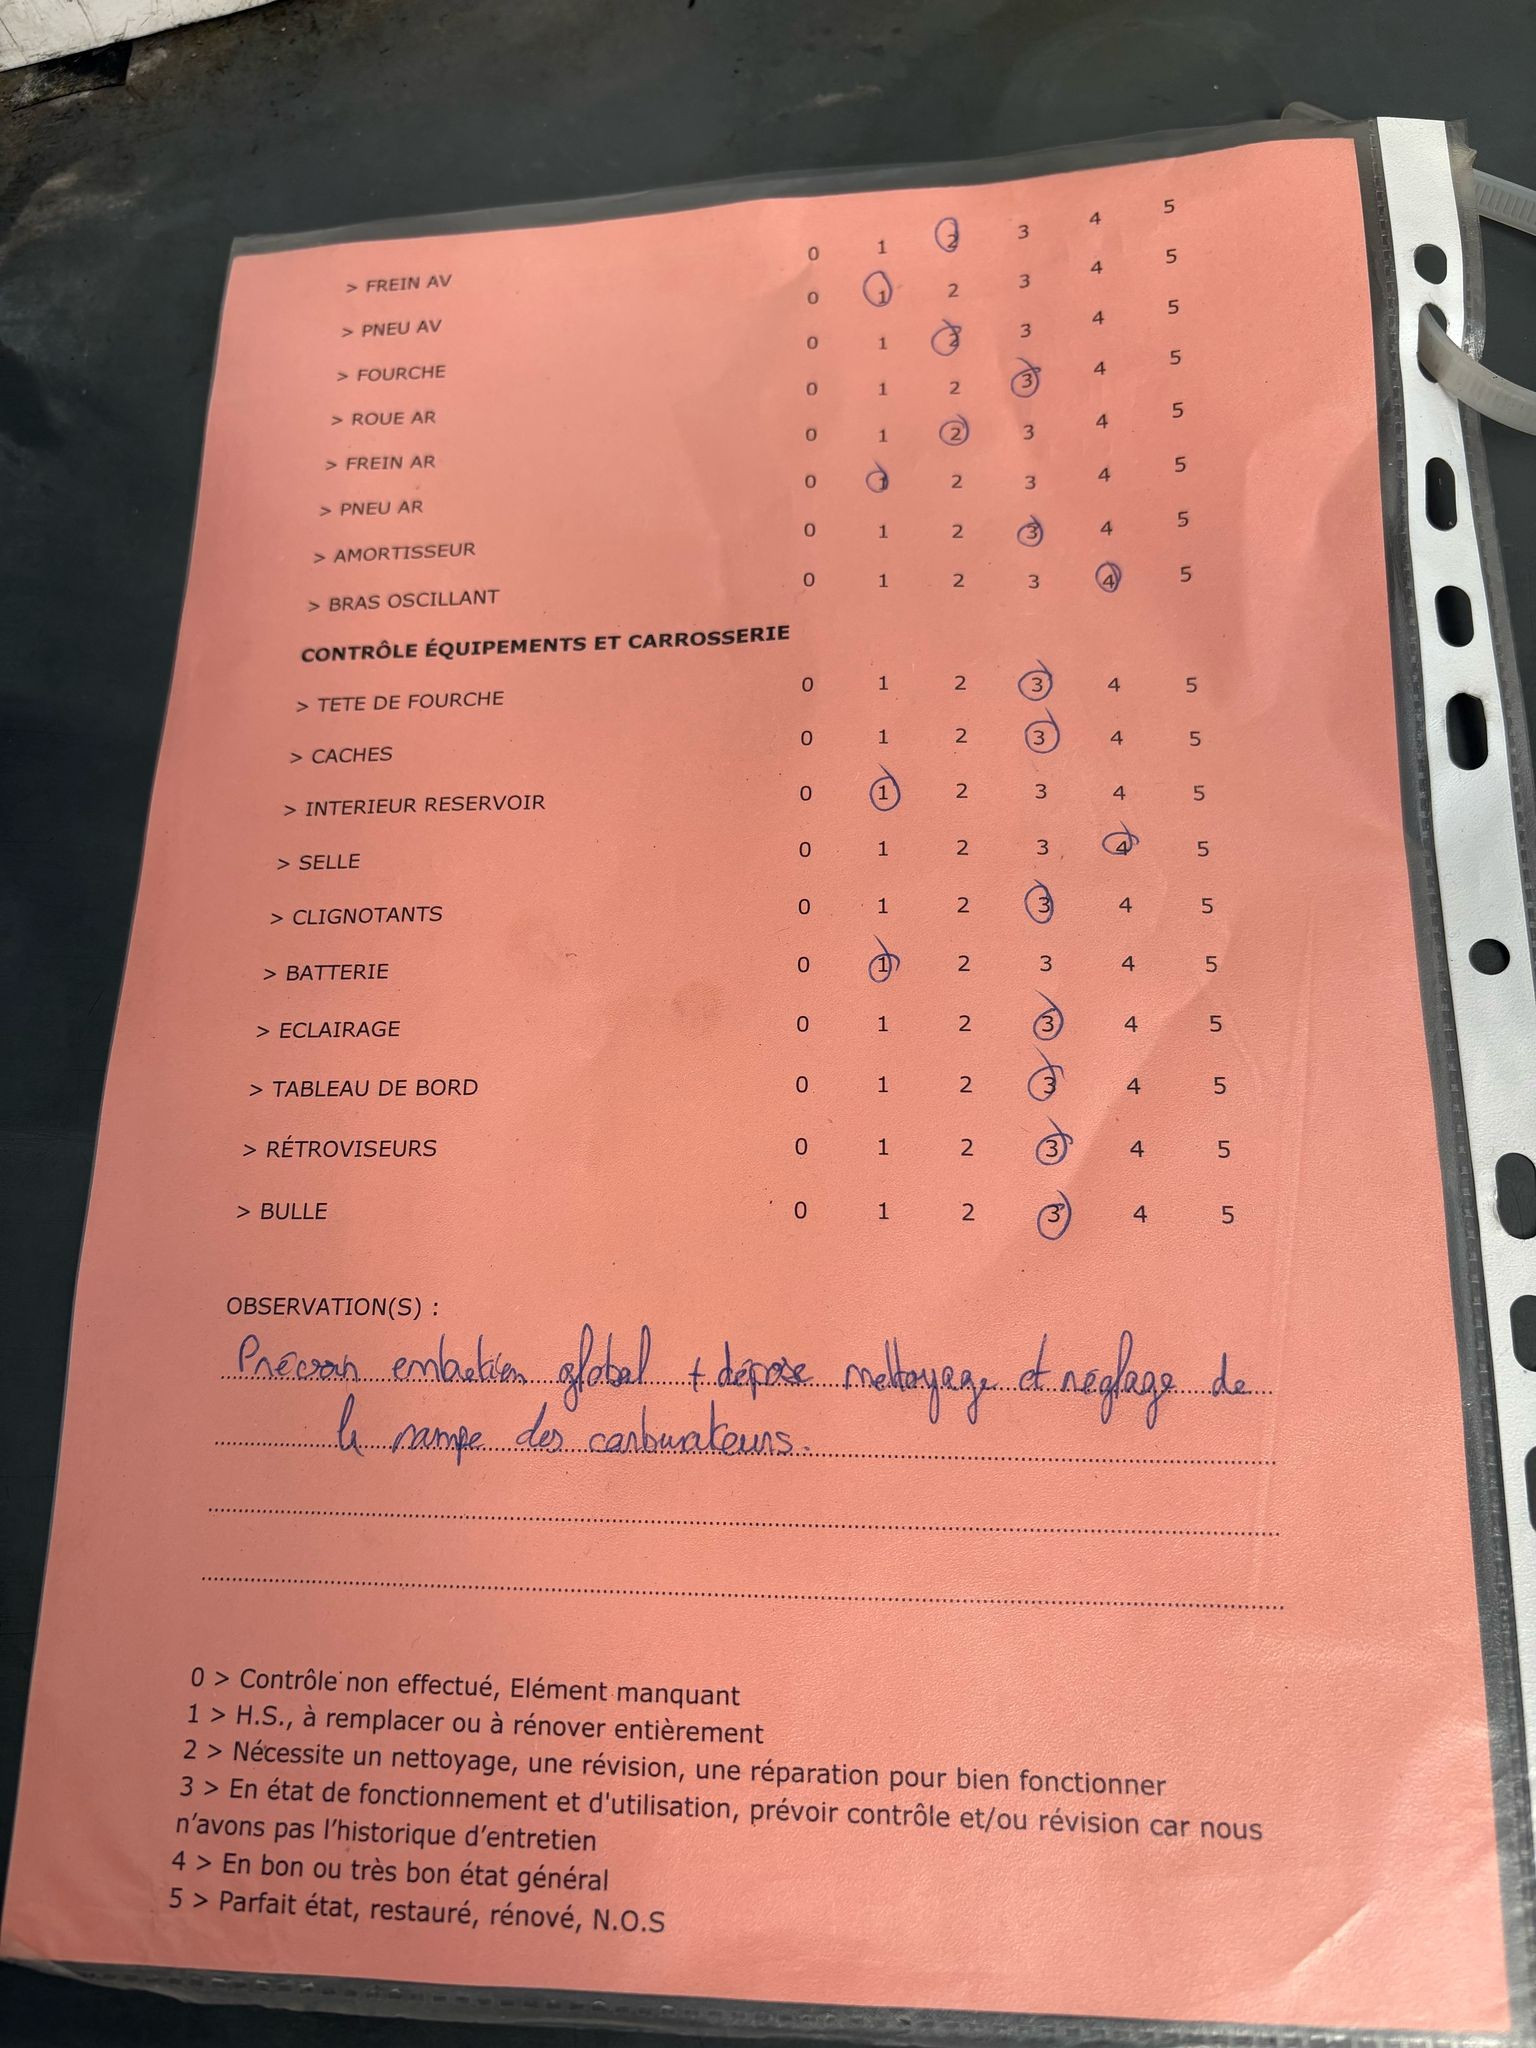 > FREIN AV 0 1 2 3 4 5
> PNEU AV 0 1 2 3 4 5
> FOURCHE 0 1 2 3 4 5
> ROUE AR 0 1 2 3 4 5
> FREIN AR 0 1 2 3 4 5
> PNEU AR 0 1 2 3 4 5
> AMORTISSEUR 0 1 2 3 4 5
> BRAS OSCILLANT 0 1 2 3 4 5
CONTRÔLE ÉQUIPEMENTS ET CARROSSERIE
> TETE DE FOURCHE 0 1 2 3 4 5
> CACHES 0 1 2 3 4 5
> INTERIEUR RESERVOIR 0 1 2 3 4 5
> SELLE 0 1 2 3 4 5
> CLIGNOTANTS 0 1 2 3 4 5
> BATTERIE 0 1 2 3 4 5
> ECLAIRAGE 0 1 2 3 4 5
> TABLEAU DE BORD 0 1 2 3 4 5
> RÉTROVISEURS 0 1 2 3 4 5
> BULLE 0 1 2 3 4 5
OBSERVATION(S) :
entretien global + dépose nettoyage et réglage de
la rampe des carburateurs.
0 > Contrôle non effectué, Elément manquant
1 > H.S., à remplacer ou à rénover entièrement
2 > Nécessite un nettoyage, une révision, une réparation pour bien fonctionner
3 > En état de fonctionnement et d'utilisation, prévoir contrôle et/ou révision car nous
n'avons pas l'historique d'entretien
4 > En bon ou très bon état général
5 > Parfait état, restauré, rénové, N.O.S